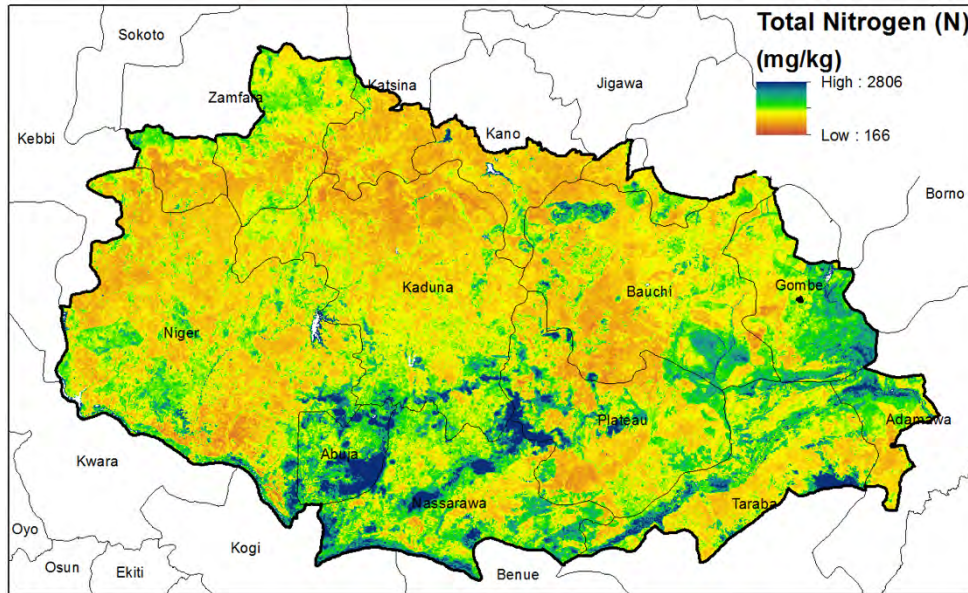 Total Nitrogen (N)
(mg/kg)
High : 2806
Low : 166
Sokoto
Zamfara
Katsina
Jigawa
Kebbi
Kano
Borno
Kaduna
Bauchi
Gombe
Niger
Plateau
Adamawa
Abuja
Kwara
Nassarawa
Taraba
Oyo
Kogi
Osun
Ekiti
Benue